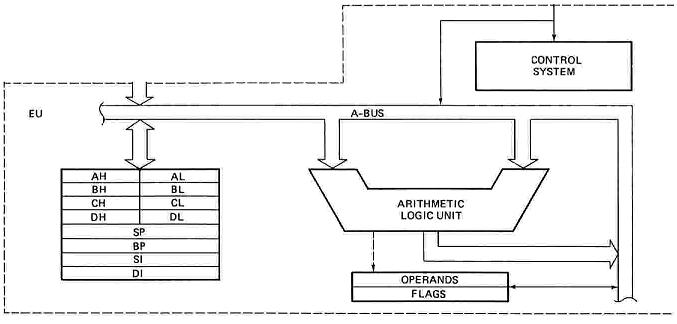 CONTROL
SYSTEM
EU
A-BUS
AH AL
BH BL
CH CL
DH DL
SP
BP
SI
DI
ARITHMETIC
LOGIC UNIT
OPERANDS
FLAGS